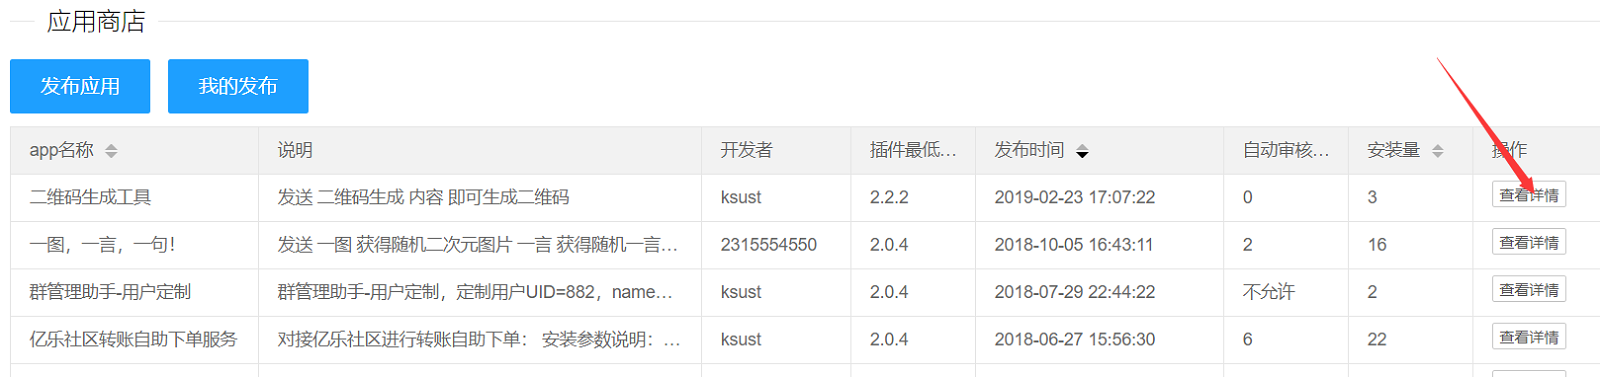 应用商店
发布应用 我的发布
app名称 说明 开发者 插件最低... 发布时间 自动审核... 安装量 操作
二维码生成工具 发送 二维码生成 内容 即可生成二维码 ksust 2.2.2 2019-02-23 17:07:22 0 3 查看详情
一图，一言，一句！ 发送 一图 获得随机二次元图片 一言 获得随机一言... 2315554550 2.0.4 2018-10-05 16:43:11 2 16 查看详情
群管理助手-用户定制 群管理助手-用户定制，定制用户UID=882，name... ksust 2.0.4 2018-07-29 22:44:22 不允许 2 查看详情
亿乐社区转账自助下单服务 对接亿乐社区进行转账自助下单： 安装参数说明：... ksust 2.0.4 2018-06-27 15:56:30 6 22 查看详情